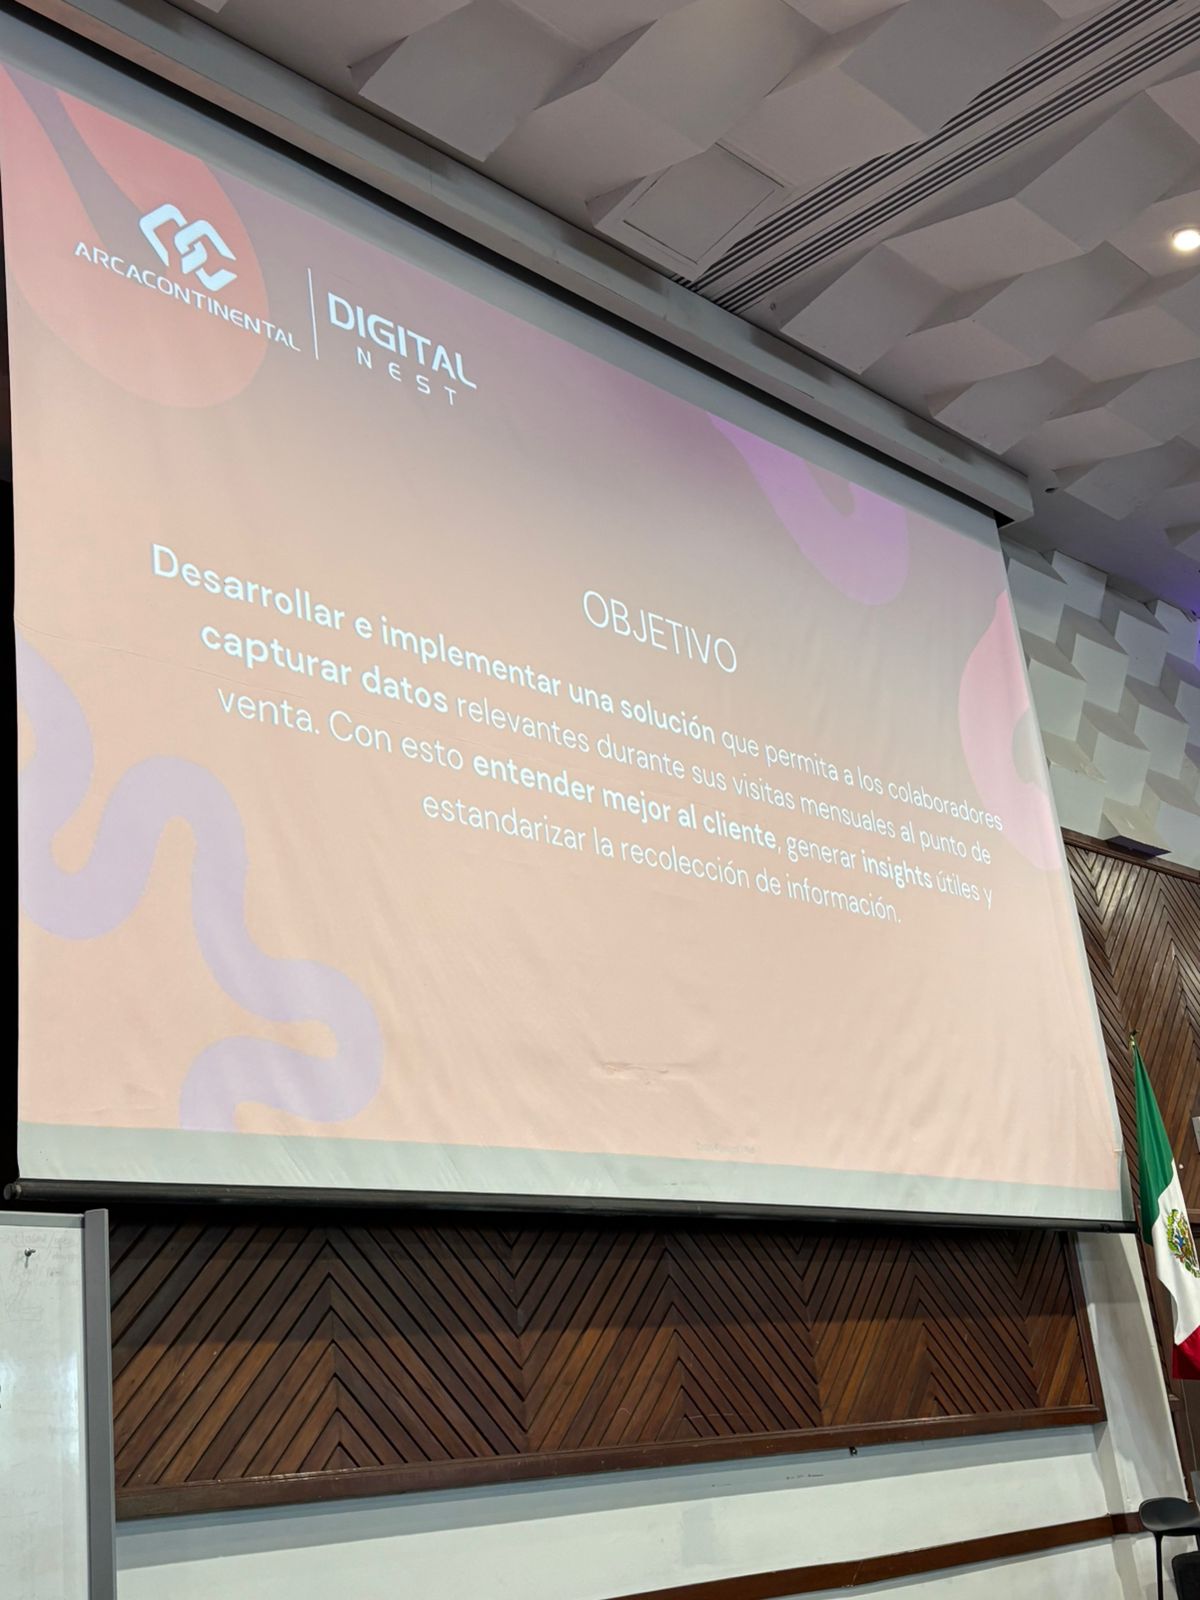 ARCACONTINENTAL
DIGITAL
NEST
OBJETIVO
Desarrollar e implementar una solución que permita a los colaboradores
capturar datos relevantes durante sus visitas mensuales al punto de
venta. Con esto entender mejor al cliente, generar insights útiles y
estandarizar la recolección de información.